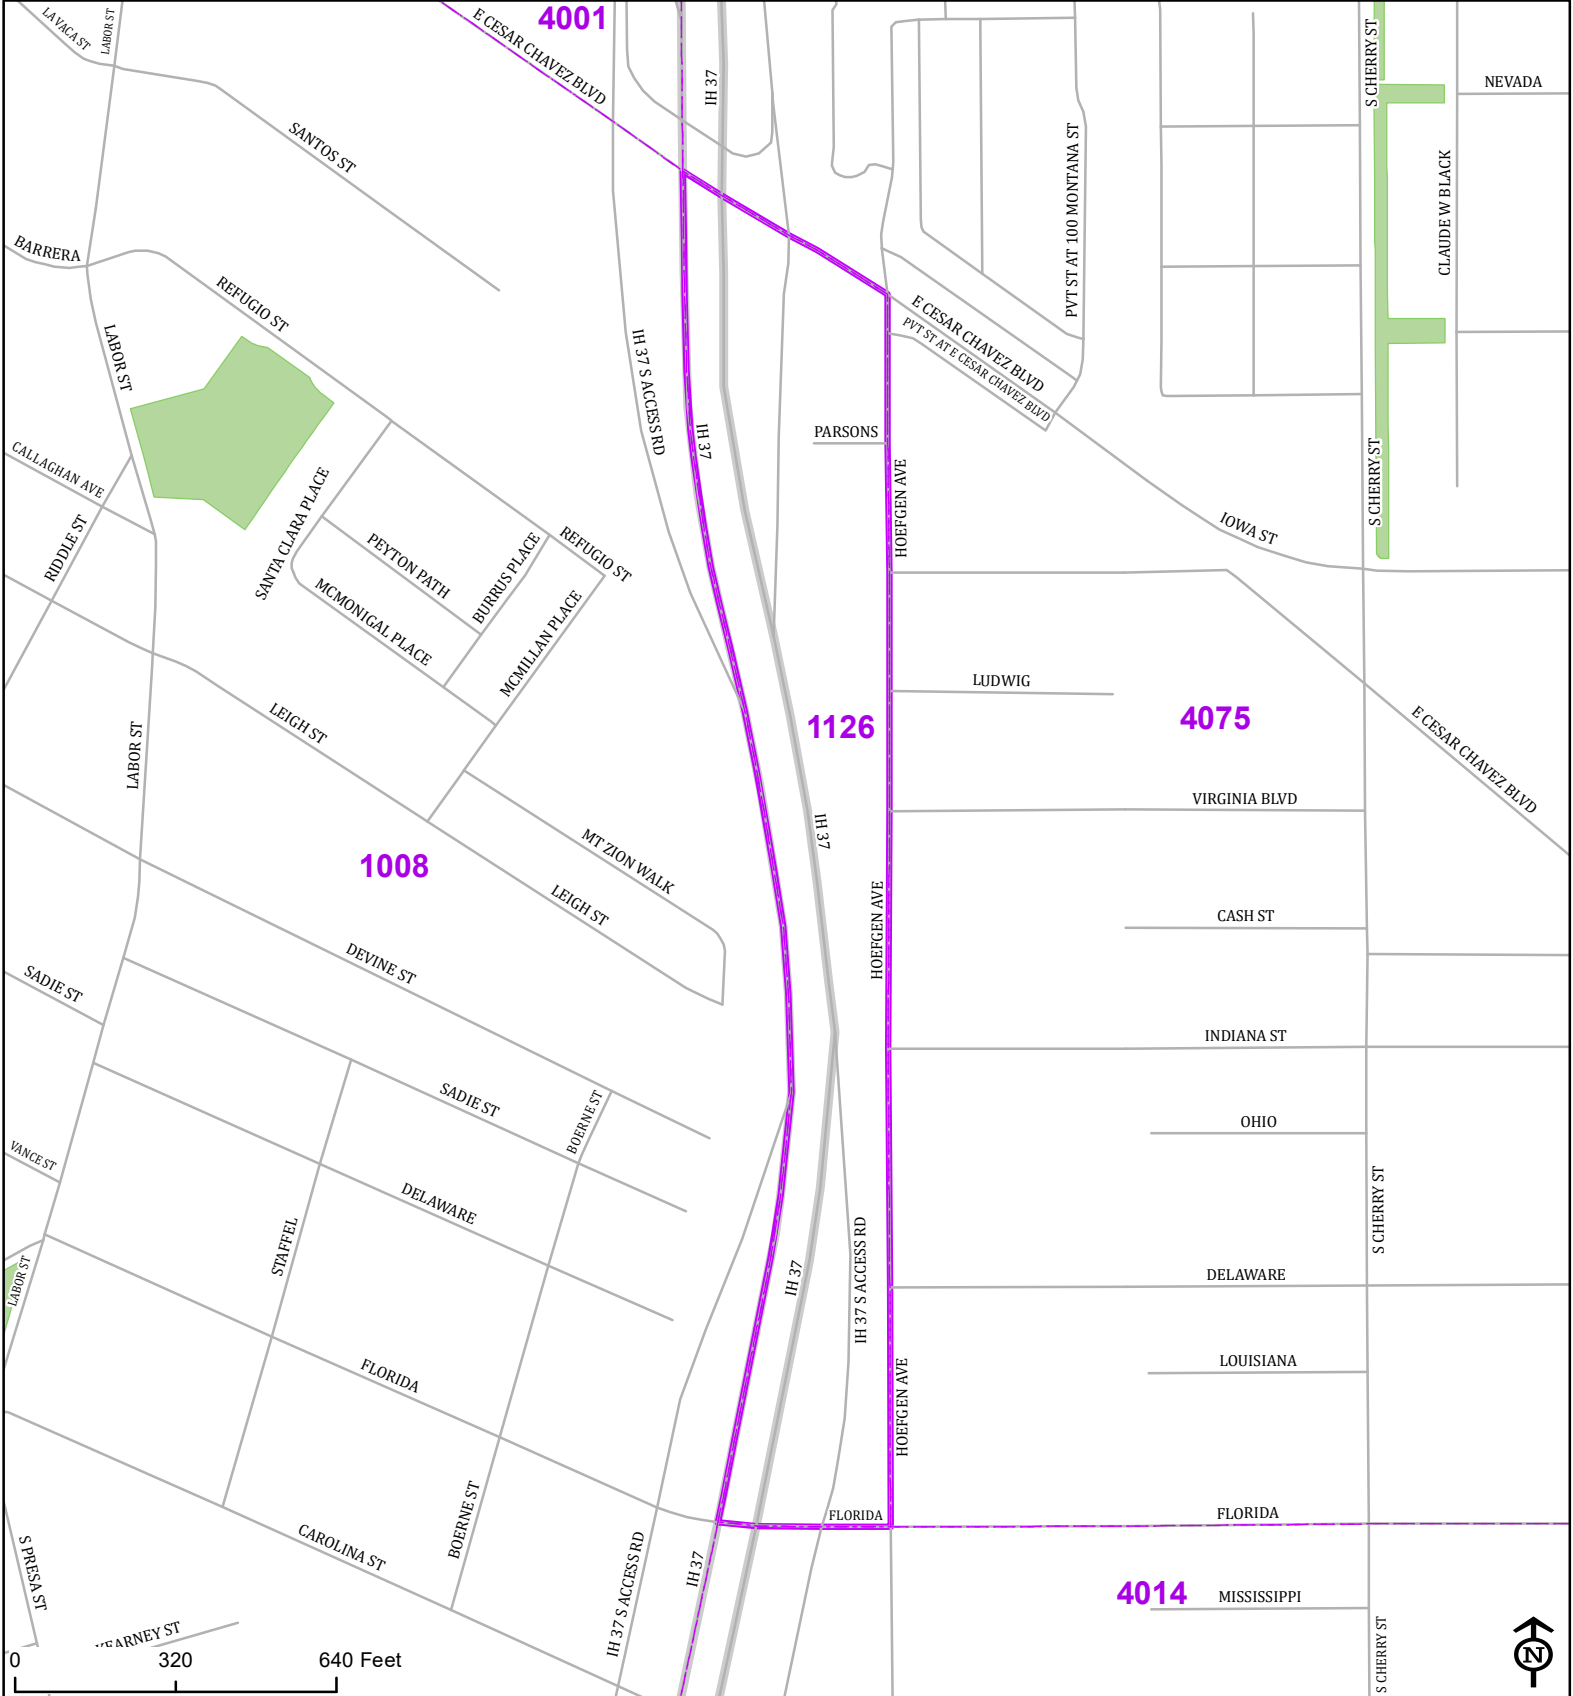 4001
LAVACA ST
LABOR ST
E CESAR CHAVEZ BLVD
IH 37
S CHERRY ST
NEVADA
SANTOS ST
PVT ST AT 100 MONTANA ST
CLAUDE W BLACK
BARRERA
REFUGIO ST
LABOR ST
IH 37 S ACCESS RD
E CESAR CHAVEZ BLVD
PVT ST AT E CESAR CHAVEZ BLVD
IH 37
PARSONS
HOEFGEN AVE
S CHERRY ST
CALLAGHAN AVE
RIDDLE ST
SANTA CLARA PLACE
PEYTON PATH
BURRUS PLACE
REFUGIO ST
IOWA ST
MCMONIGAL PLACE
MCMILLAN PLACE
LUDWIG
1126
4075
LEIGH ST
LABOR ST
E CESAR CHAVEZ BLVD
VIRGINIA BLVD
IH 37
1008
MT ZION WALK
LEIGH ST
HOEFGEN AVE
CASH ST
DEVINE ST
SADIE ST
INDIANA ST
SADIE ST
BOERNE ST
OHIO
VANCE ST
DELAWARE
STAFFEL
S CHERRY ST
LABOR ST
IH 37
IH 37 S ACCESS RD
DELAWARE
FLORIDA
LOUISIANA
HOEFGEN AVE
FLORIDA
FLORIDA
BOERNE ST
CAROLINA ST
S PRESA ST
IH 37 S ACCESS RD
IH 37
4014
MISSISSIPPI
KEARNEY ST
S CHERRY ST
0 320 640 Feet
N